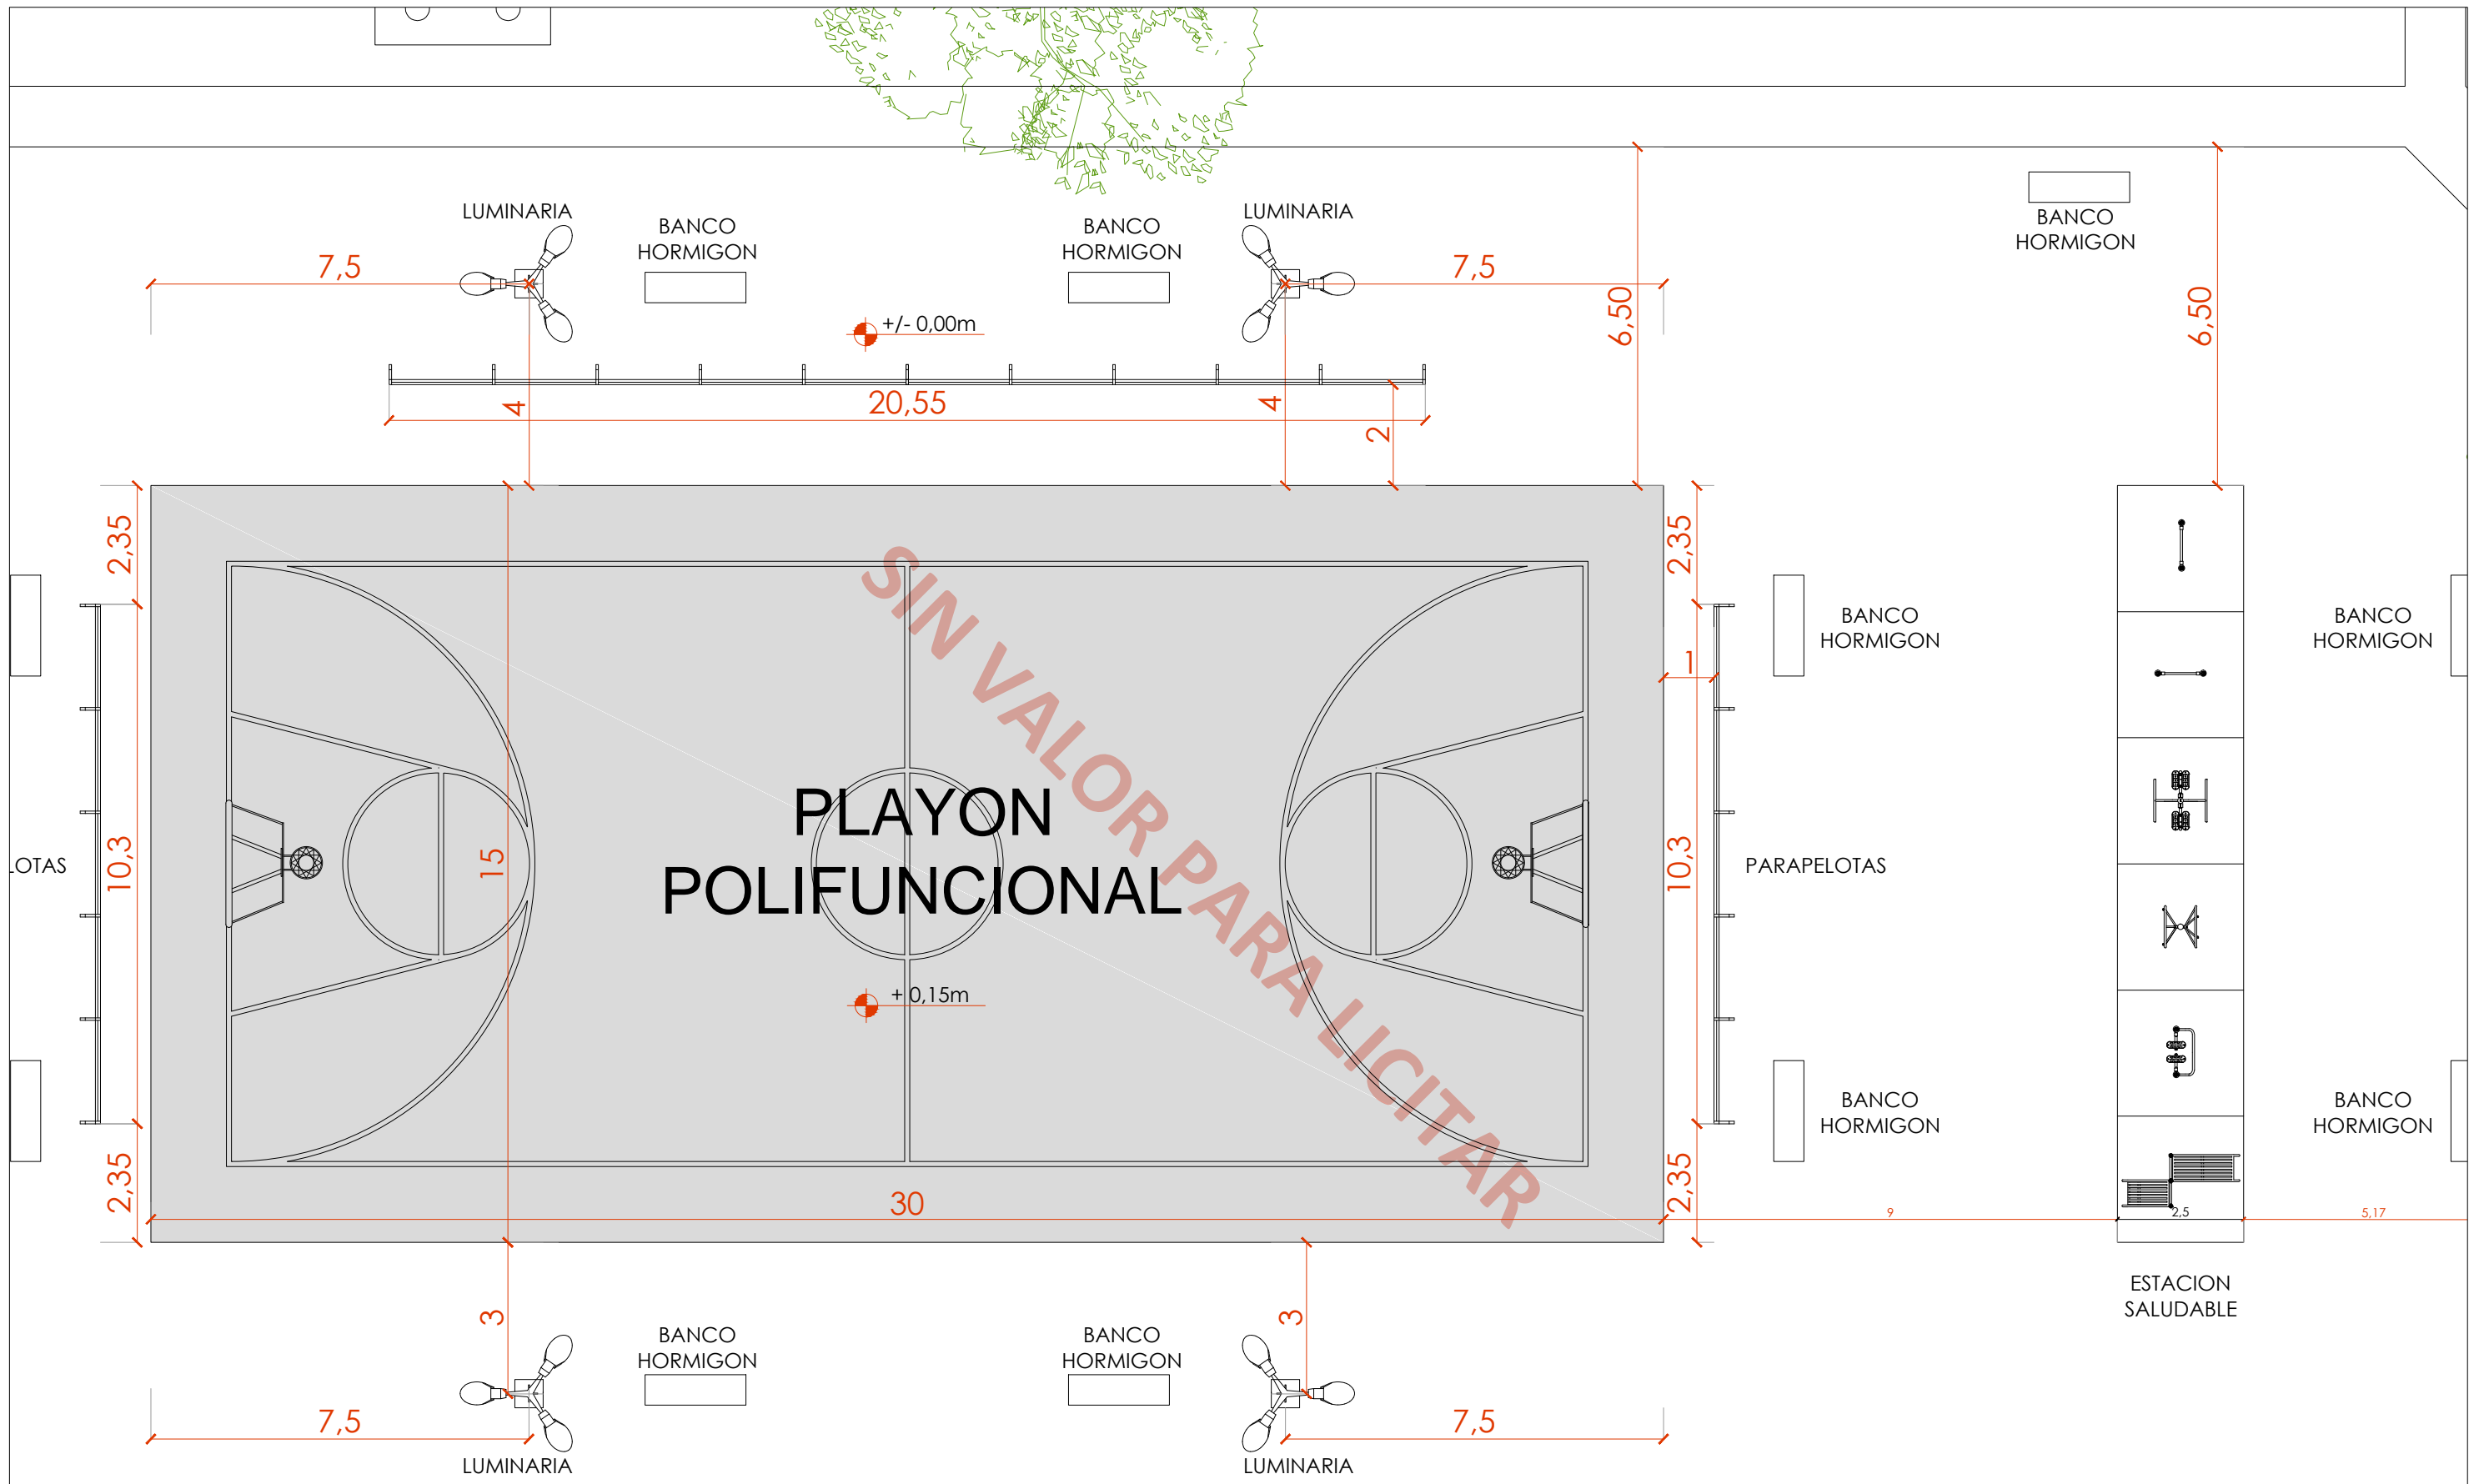 LUMINARIA
BANCO
HORMIGON
BANCO
HORMIGON
LUMINARIA
BANCO
HORMIGON
7,5
7,5
6,50
6,50
+/- 0,00m
4
20,55
4
2
2,35
2,35
BANCO
HORMIGON
BANCO
HORMIGON
1
SIN VALOR PARA LICITAR
PLAYON
POLIFUNCIONAL
LOTAS
10,3
15
10,3
PARAPELOTAS
+ 0,15m
BANCO
HORMIGON
BANCO
HORMIGON
2,35
30
2,35
9
2,5
5,17
ESTACION
SALUDABLE
3
3
BANCO
HORMIGON
BANCO
HORMIGON
7,5
7,5
LUMINARIA
LUMINARIA